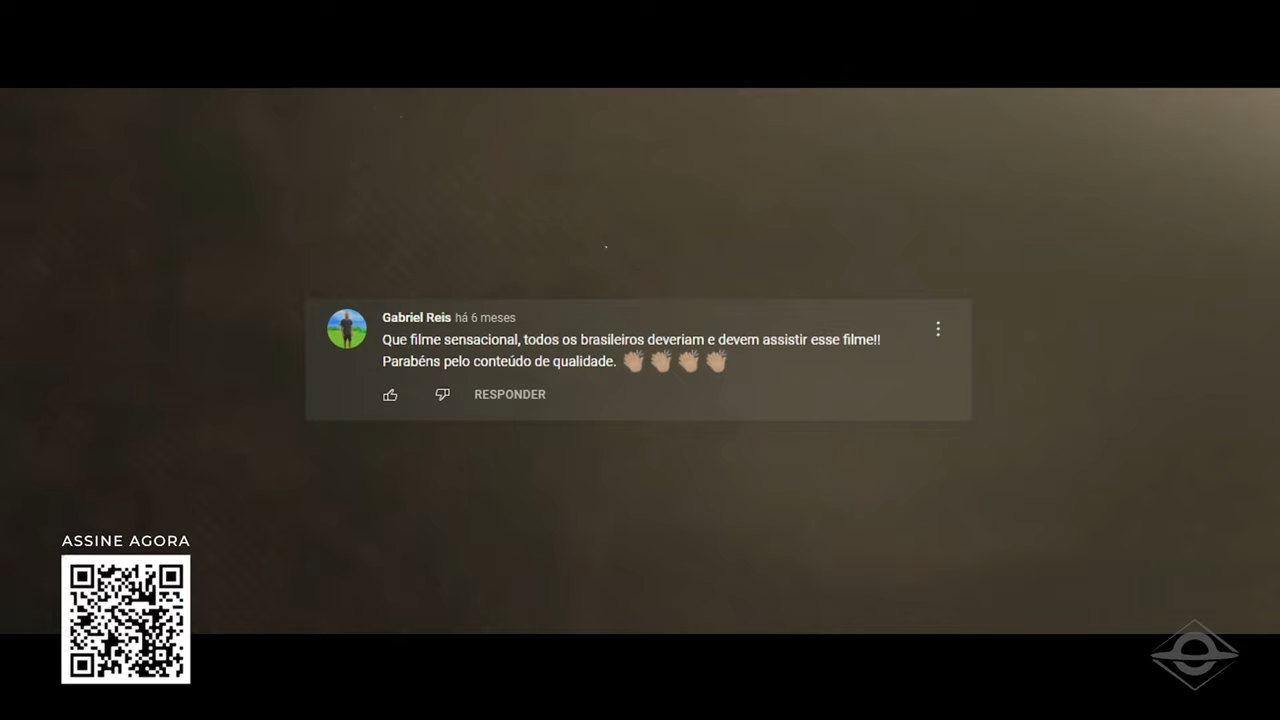 Gabriel Reis há 6 meses
Que filme sensacional, todos os brasileiros deveriam e devem assistir esse filme!!
Parabéns pelo conteúdo de qualidade. 👏🏼👏🏼👏🏼👏🏼
RESPONDER
ASSINE AGORA